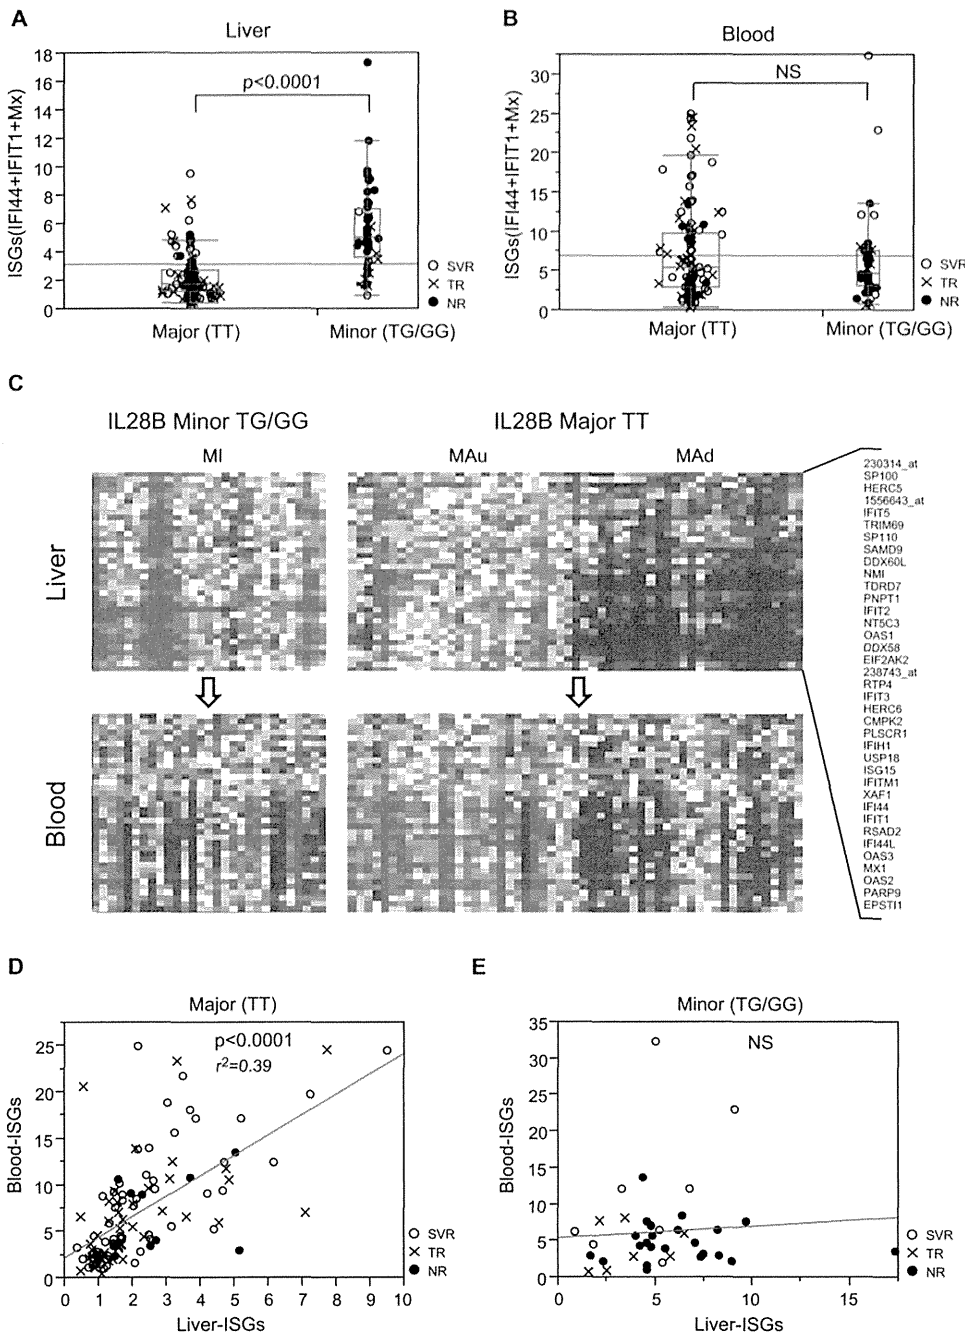 A
Liver
ISGs(IFI44+IFIT1+Mx)
18
16
14
12
10
8
6
4
2
0
p<0.0001
Major (TT)
Minor (TG/GG)
SVR
TR
NR
B
Blood
ISGs(IFI44+IFIT1+Mx)
30
25
20
15
10
5
0
NS
Major (TT)
Minor (TG/GG)
SVR
TR
NR
C
IL28B Minor TG/GG
IL28B Major TT
MI
MAu
MAd
Liver
Blood
230314_at
SP100
HERC5
1556643_at
IFIT5
TRIM69
SP110
SAMD9
DDX60L
NMI
TDRD7
PNPT1
IFIT2
NT5C3
OAS1
DDX58
EIF2AK2
238743_at
RTP4
IFIT3
HERC6
CMPK2
PLSCR1
IFIH1
USP18
ISG15
IFITM1
XAF1
IFI44
IFIT1
RSAD2
IFI44L
OAS3
MX1
OAS2
PARP9
EPSTI1
D
Major (TT)
p<0.0001
r²=0.39
Blood-ISGs
25
20
15
10
5
0
0 1 2 3 4 5 6 7 8 9 10
Liver-ISGs
SVR
TR
NR
E
Minor (TG/GG)
NS
Blood-ISGs
35
30
25
20
15
10
5
0
0 5 10 15
Liver-ISGs
SVR
TR
NR